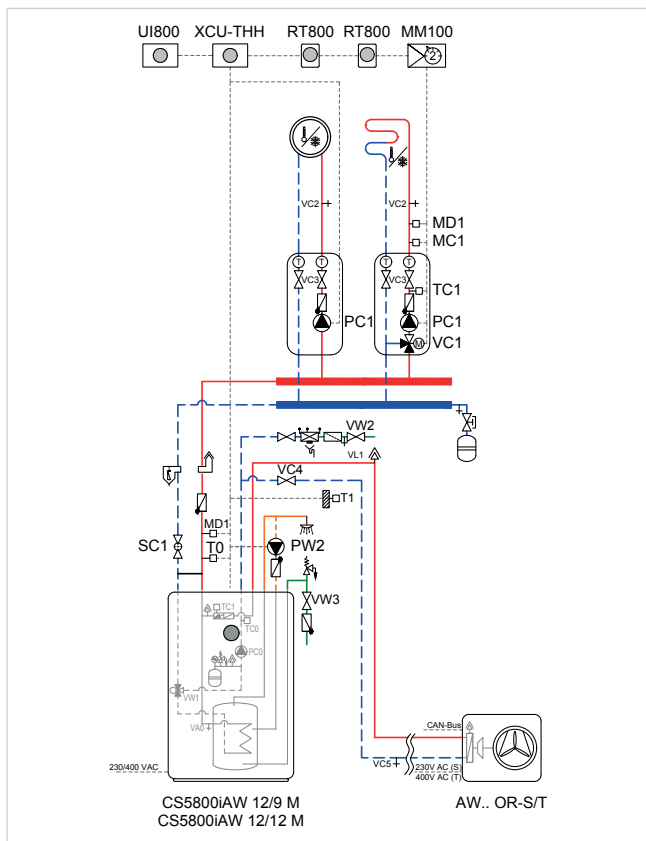 UI800 XCU-THH RT800 RT800 MM100
2
VC2 VC2
MD1
MC1
T T T T
VC3 VC3
TC1
PC1 PC1
VC1
M
VW2
VL1
VC4
T1
MD1
SC1 T0 PW2
TC1
VW3
TC0
PC0
VW1
VA0
CAN-Bus
230/400 VAC
VC5 230V AC (S)
400V AC (T)
CS5800iAW 12/9 M AW.. OR-S/T
CS5800iAW 12/12 M